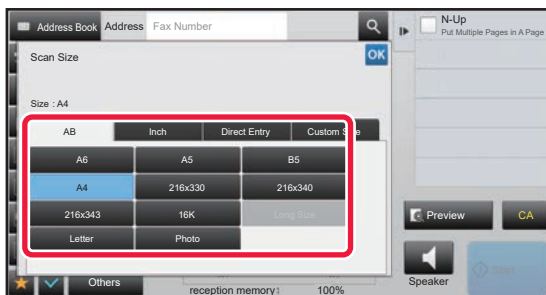 Address Book Address Fax Number
N-Up
Put Multiple Pages in A Page
Scan Size
OK
Size : A4
AB Inch Direct Entry Custom Size
A6 A5 B5
A4 216x330 216x340
216x343 16K Long Size
Letter Photo
Preview CA
Others
reception memory: 100%
Speaker
Start